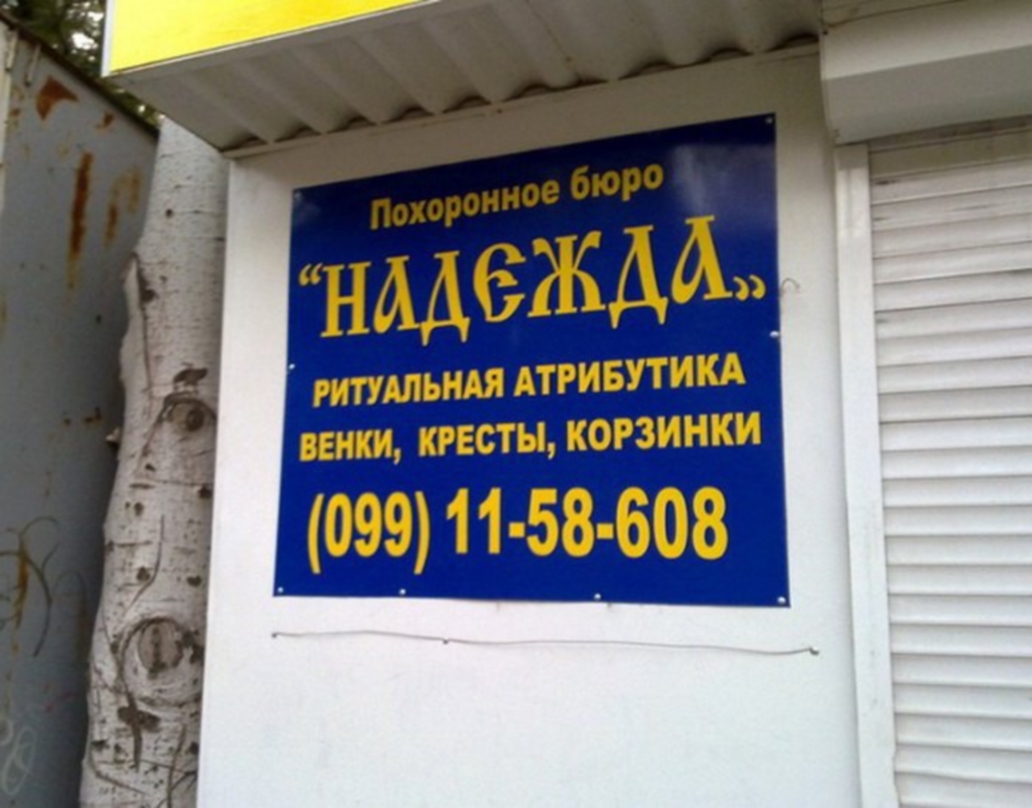 Похоронное бюро
“НАДЕЖДА„
РИТУАЛЬНАЯ АТРИБУТИКА
ВЕНКИ, КРЕСТЫ, КОРЗИНКИ
(099) 11-58-608